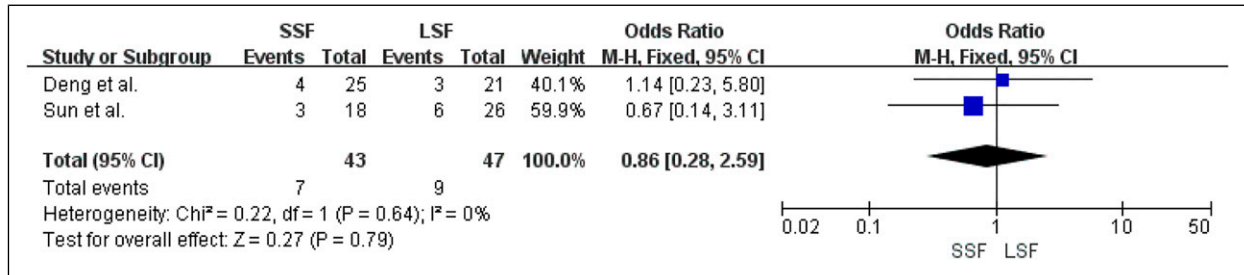 SSF LSF Odds Ratio Odds Ratio
Study or Subgroup Events Total Events Total Weight M-H, Fixed, 95% CI M-H, Fixed, 95% CI
Deng et al. 4 25 3 21 40.1% 1.14 [0.23, 5.80]
Sun et al. 3 18 6 26 59.9% 0.67 [0.14, 3.11]
Total (95% CI) 43 47 100.0% 0.86 [0.28, 2.59]
Total events 7 9
Heterogeneity: Chi² = 0.22, df = 1 (P = 0.64); I² = 0%
Test for overall effect: Z = 0.27 (P = 0.79)
0.02 0.1 1 10 50
SSF LSF